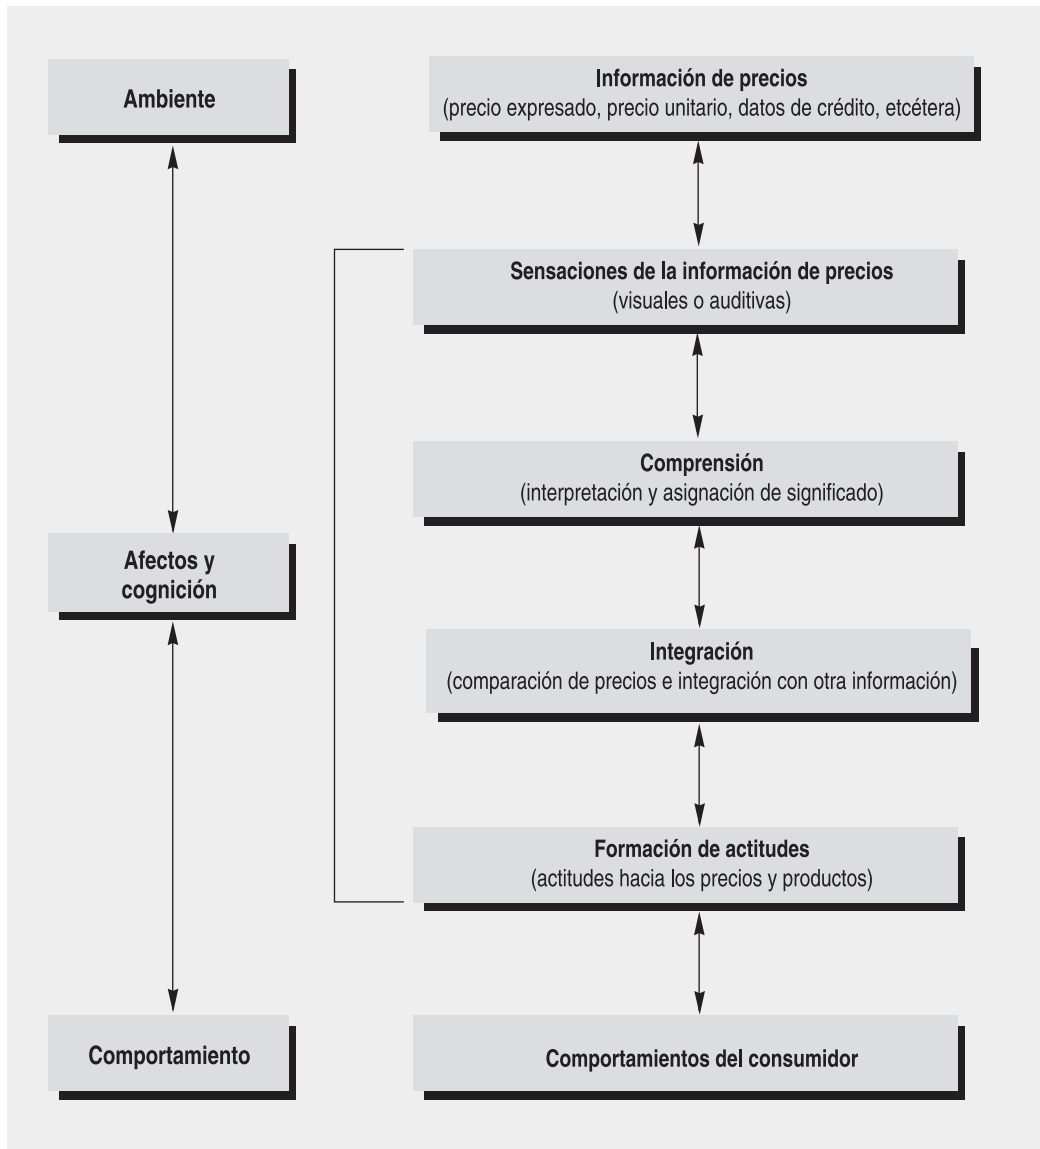 Ambiente
Información de precios
(precio expresado, precio unitario, datos de crédito, etcétera)
Sensaciones de la información de precios
(visuales o auditivas)
Comprensión
(interpretación y asignación de significado)
Afectos y
cognición
Integración
(comparación de precios e integración con otra información)
Formación de actitudes
(actitudes hacia los precios y productos)
Comportamiento
Comportamientos del consumidor